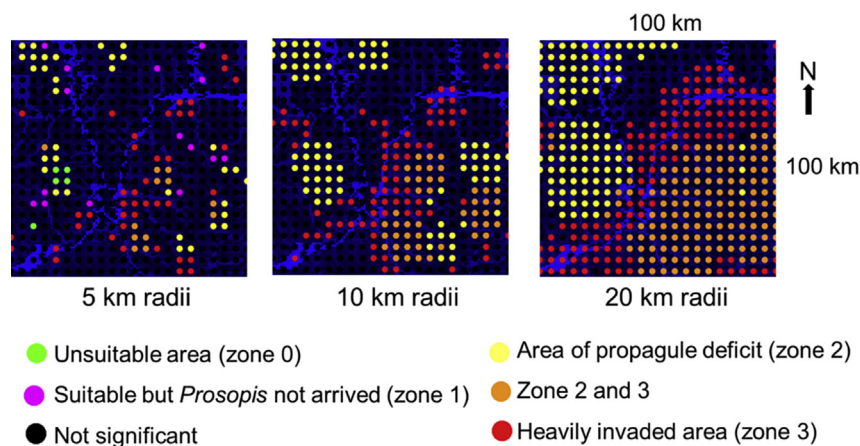 100 km
N
100 km
5 km radii
10 km radii
20 km radii
Unsuitable area (zone 0)
Area of propagule deficit (zone 2)
Suitable but Prosopis not arrived (zone 1)
Zone 2 and 3
Not significant
Heavily invaded area (zone 3)